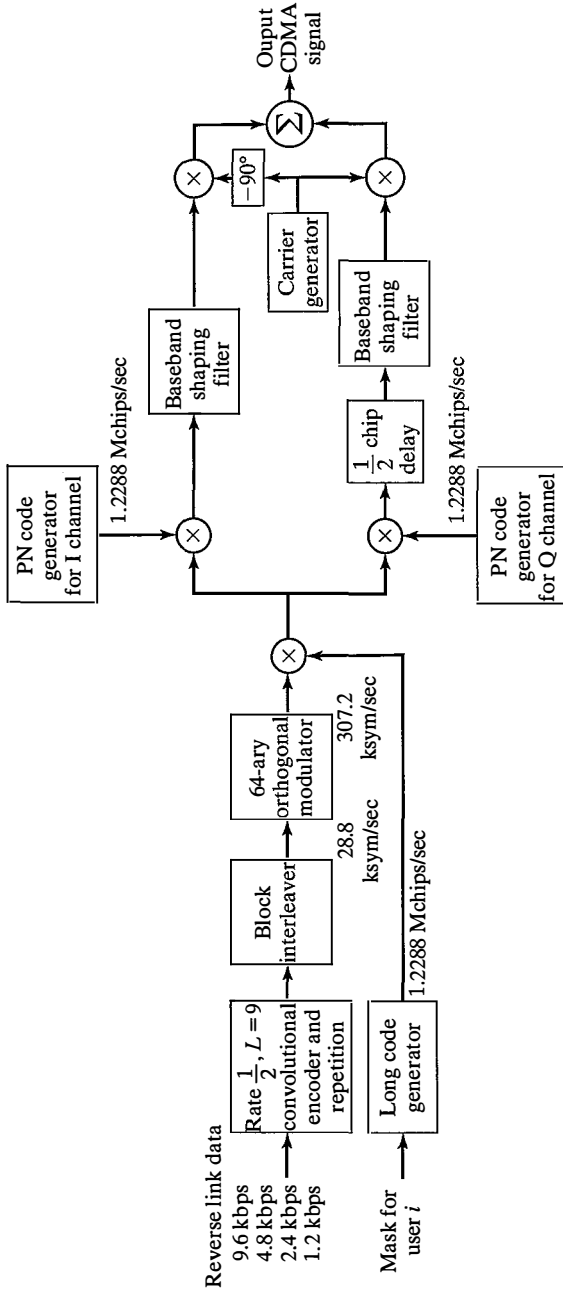 Reverse link data
9.6 kbps
4.8 kbps
2.4 kbps
1.2 kbps
Rate 1/2, L = 9
convolutional
encoder and
repetition
Block
interleaver
28.8
ksym/sec
64-ary
orthogonal
modulator
307.2
ksym/sec
Mask for
user i
Long code
generator
1.2288 Mchips/sec
×
PN code
generator
for I channel
1.2288 Mchips/sec
×
Baseband
shaping
filter
×
−90°
Carrier
generator
Σ
Ouput
CDMA
signal
×
1/2 chip
delay
Baseband
shaping
filter
×
1.2288 Mchips/sec
PN code
generator
for Q channel